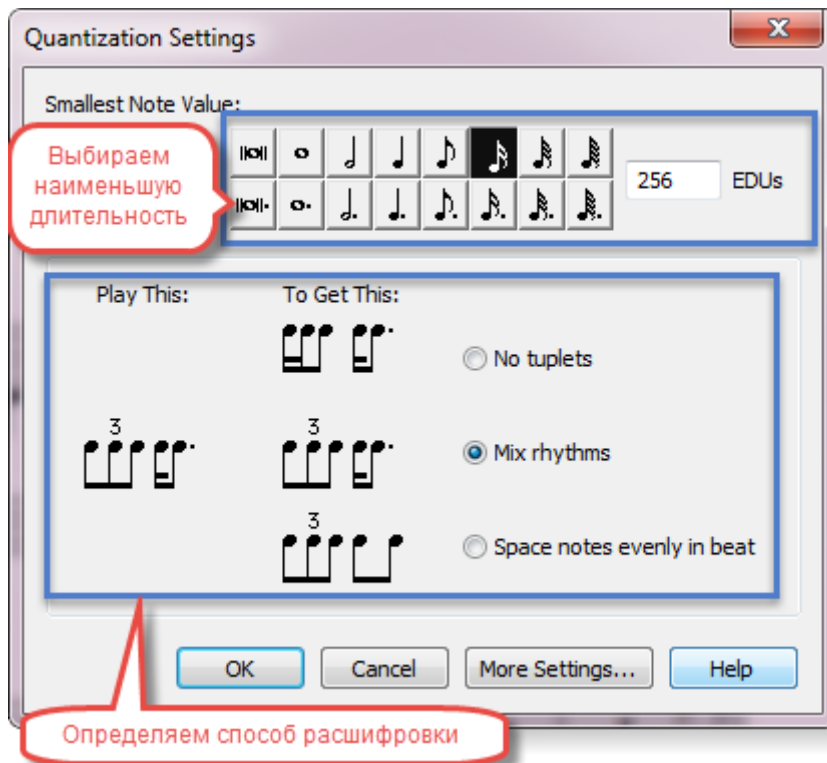 Quantization Settings
Smallest Note Value:
Выбираем
наименьшую
длительность
256 EDUs
Play This: To Get This:
No tuplets
3 3
Mix rhythms
3
Space notes evenly in beat
OK Cancel More Settings... Help
Определяем способ расшифровки